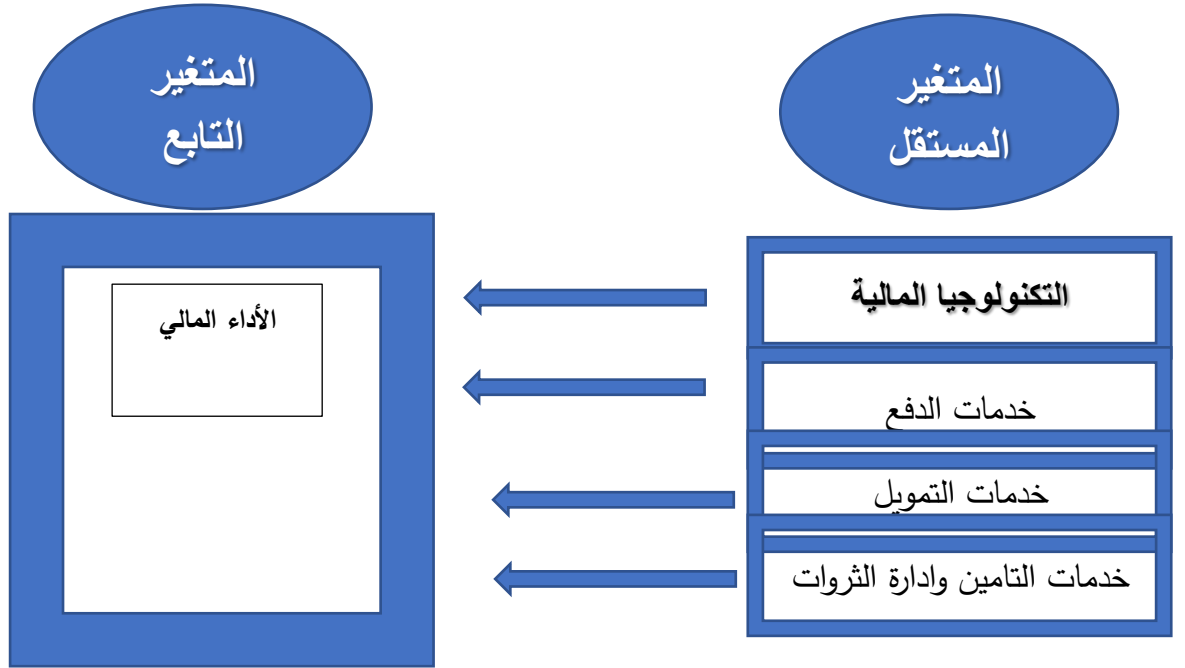 المتغير
المستقل
المتغير
التابع
التكنولوجيا المالية
خدمات الدفع
خدمات التمويل
خدمات التامين وادارة الثروات
الأداء المالي